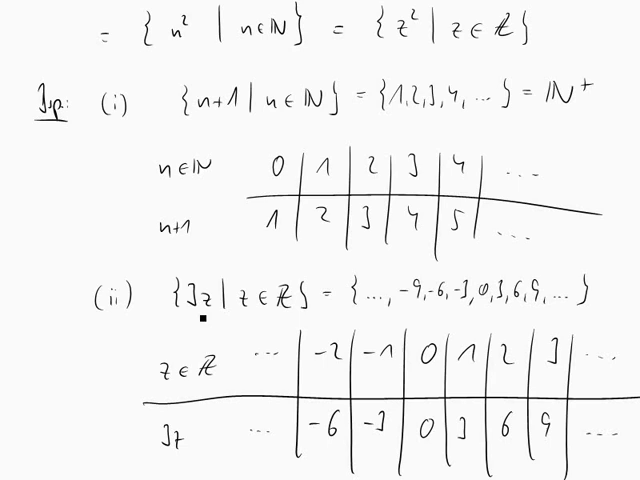 = { n² | n ∈ ℕ } = { z² | z ∈ ℤ }
Bsp: (i) { n+1 | n ∈ ℕ } = {1,2,3,4, ... } = ℕ⁺
n ∈ ℕ 0 1 2 3 4 ...
n+1 1 2 3 4 5 ...
(ii) {3z | z ∈ ℤ} = { ..., -9,-6,-3,0,3,6,9, ... }
z ∈ ℤ ... -2 -1 0 1 2 3 ...
3z ... -6 -3 0 3 6 9 ...